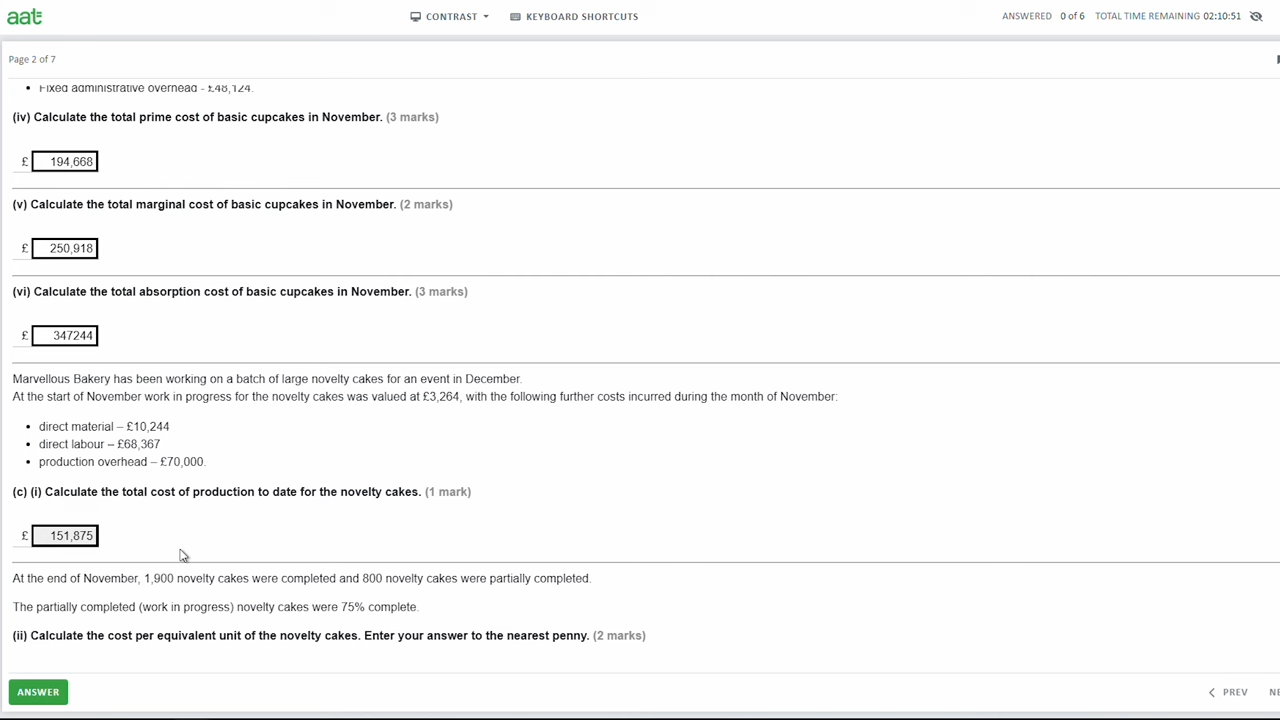 aat
CONTRAST
KEYBOARD SHORTCUTS
ANSWERED 0 of 6 TOTAL TIME REMAINING 02:10:51
Page 2 of 7
• Fixed administrative overhead - £48,124.
(iv) Calculate the total prime cost of basic cupcakes in November. (3 marks)
£ 194,668
(v) Calculate the total marginal cost of basic cupcakes in November. (2 marks)
£ 250,918
(vi) Calculate the total absorption cost of basic cupcakes in November. (3 marks)
£ 347244
Marvellous Bakery has been working on a batch of large novelty cakes for an event in December.
At the start of November work in progress for the novelty cakes was valued at £3,264, with the following further costs incurred during the month of November:
• direct material – £10,244
• direct labour – £68,367
• production overhead – £70,000.
(c) (i) Calculate the total cost of production to date for the novelty cakes. (1 mark)
£ 151,875
At the end of November, 1,900 novelty cakes were completed and 800 novelty cakes were partially completed.
The partially completed (work in progress) novelty cakes were 75% complete.
(ii) Calculate the cost per equivalent unit of the novelty cakes. Enter your answer to the nearest penny. (2 marks)
ANSWER
PREV